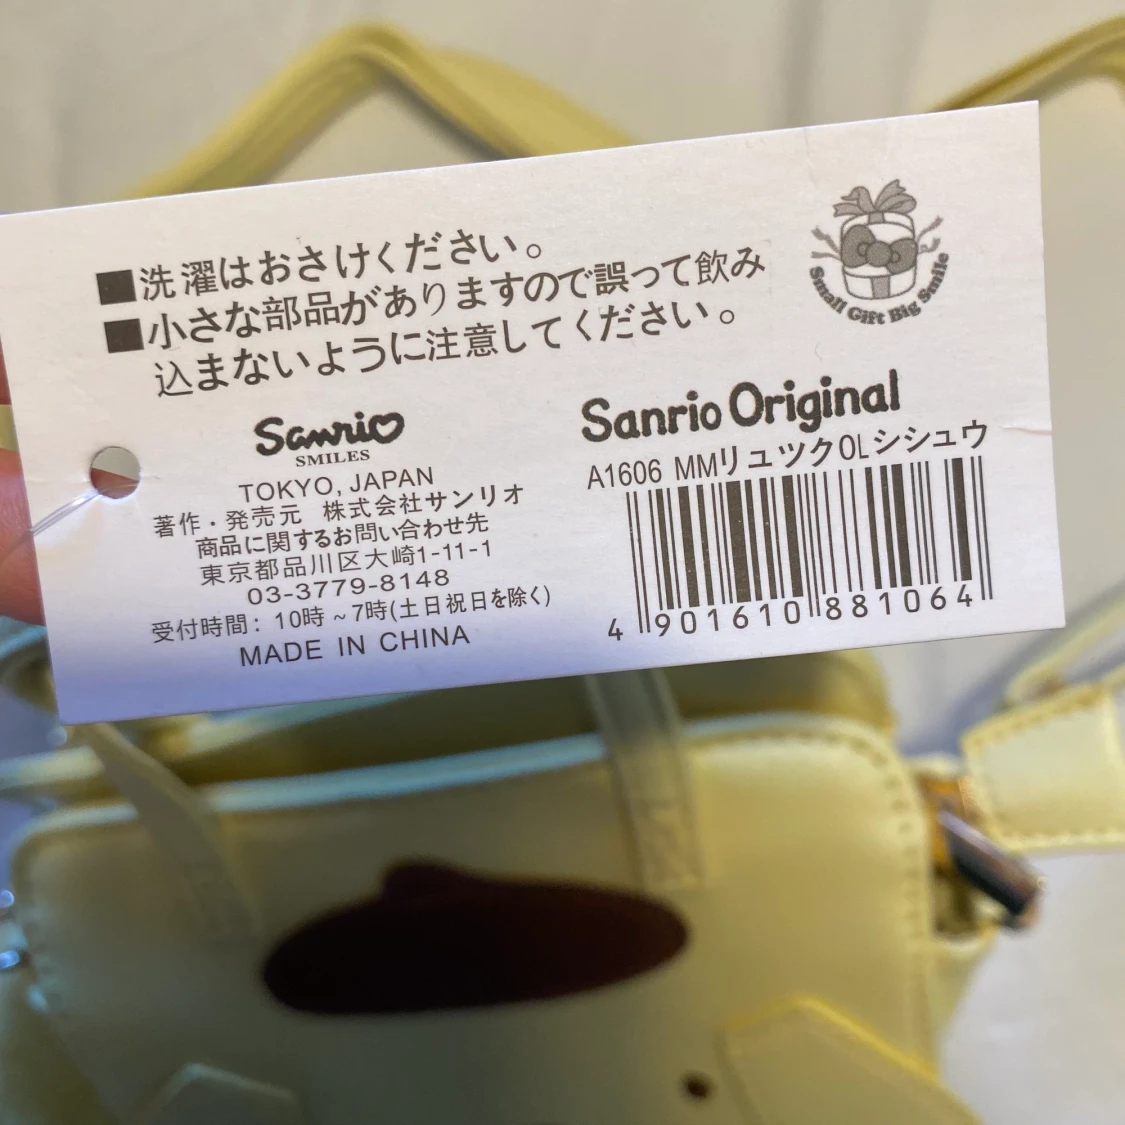 ■洗濯はおさけください。
■小さな部品がありますので誤って飲み
込まないように注意してください。
Small Gift Big Smile
Sanrio
SMILES
TOKYO, JAPAN
著作・発売元 株式会社サンリオ
商品に関するお問い合わせ先
東京都品川区大崎1-11-1
03-3779-8148
受付時間：10時～7時(土日祝日を除く)
MADE IN CHINA
Sanrio Original
A1606 MMリュツクOLシシュウ
4 901610 881064